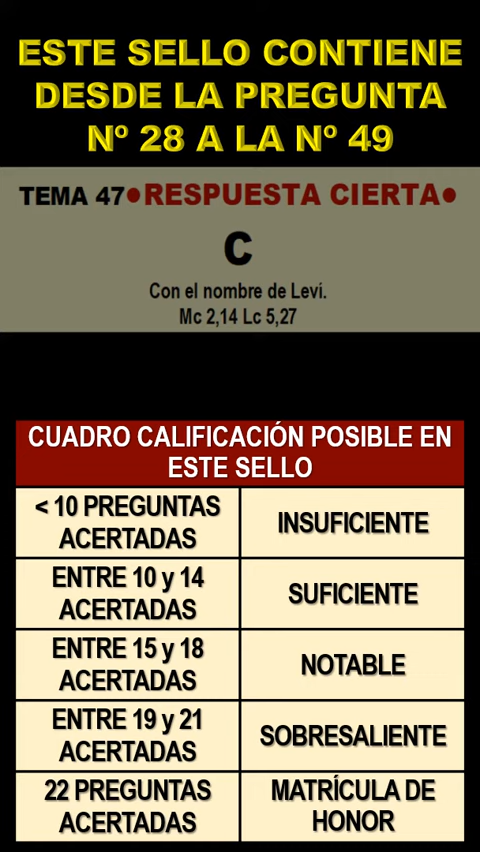 ESTE SELLO CONTIENE
DESDE LA PREGUNTA
Nº 28 A LA Nº 49
TEMA 47●RESPUESTA CIERTA●
C
Con el nombre de Leví.
Mc 2,14 Lc 5,27
CUADRO CALIFICACIÓN POSIBLE EN
ESTE SELLO
< 10 PREGUNTAS
ACERTADAS
INSUFICIENTE
ENTRE 10 y 14
ACERTADAS
SUFICIENTE
ENTRE 15 y 18
ACERTADAS
NOTABLE
ENTRE 19 y 21
ACERTADAS
SOBRESALIENTE
22 PREGUNTAS
ACERTADAS
MATRÍCULA DE
HONOR